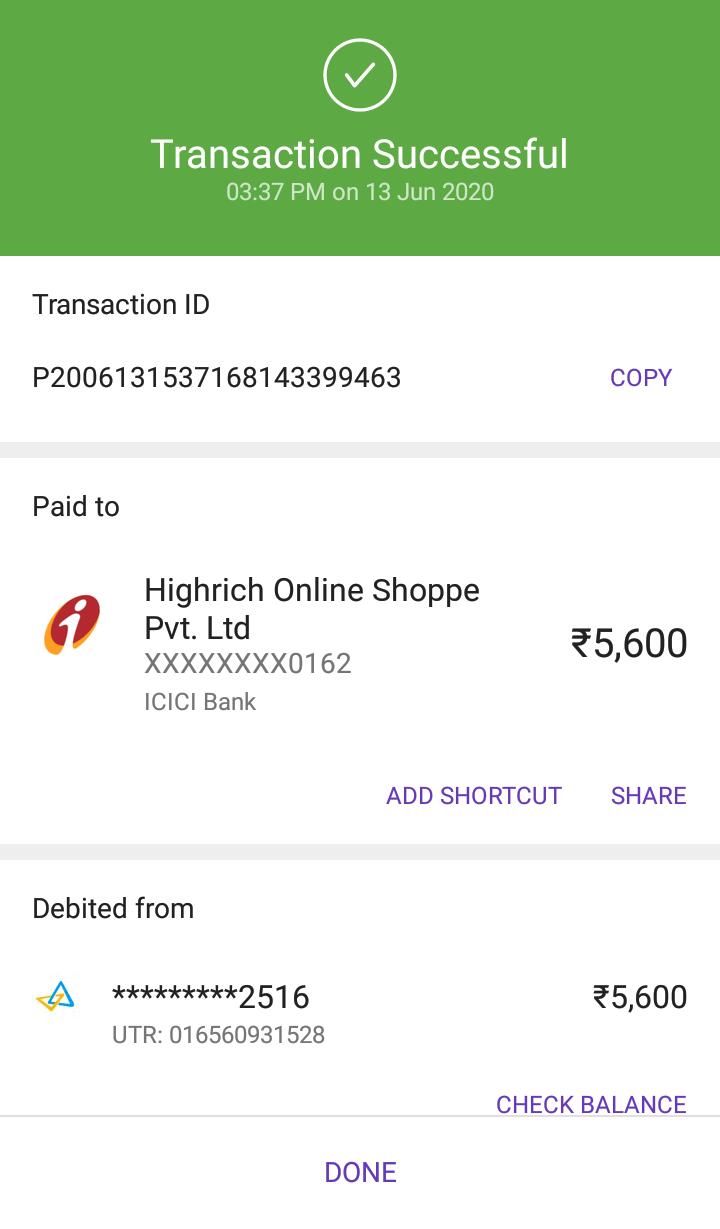 Transaction Successful
03:37 PM on 13 Jun 2020
Transaction ID
P2006131537168143399463
COPY
Paid to
Highrich Online Shoppe
Pvt. Ltd
XXXXXXXX0162
ICICI Bank
₹5,600
ADD SHORTCUT
SHARE
Debited from
*********2516
₹5,600
UTR: 016560931528
CHECK BALANCE
DONE